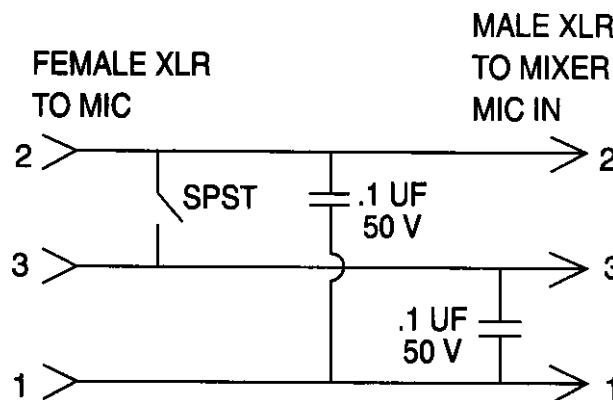 FEMALE XLR
TO MIC
MALE XLR
TO MIXER
MIC IN
2
2
SPST
.1 UF
50 V
3
3
.1 UF
50 V
1
1